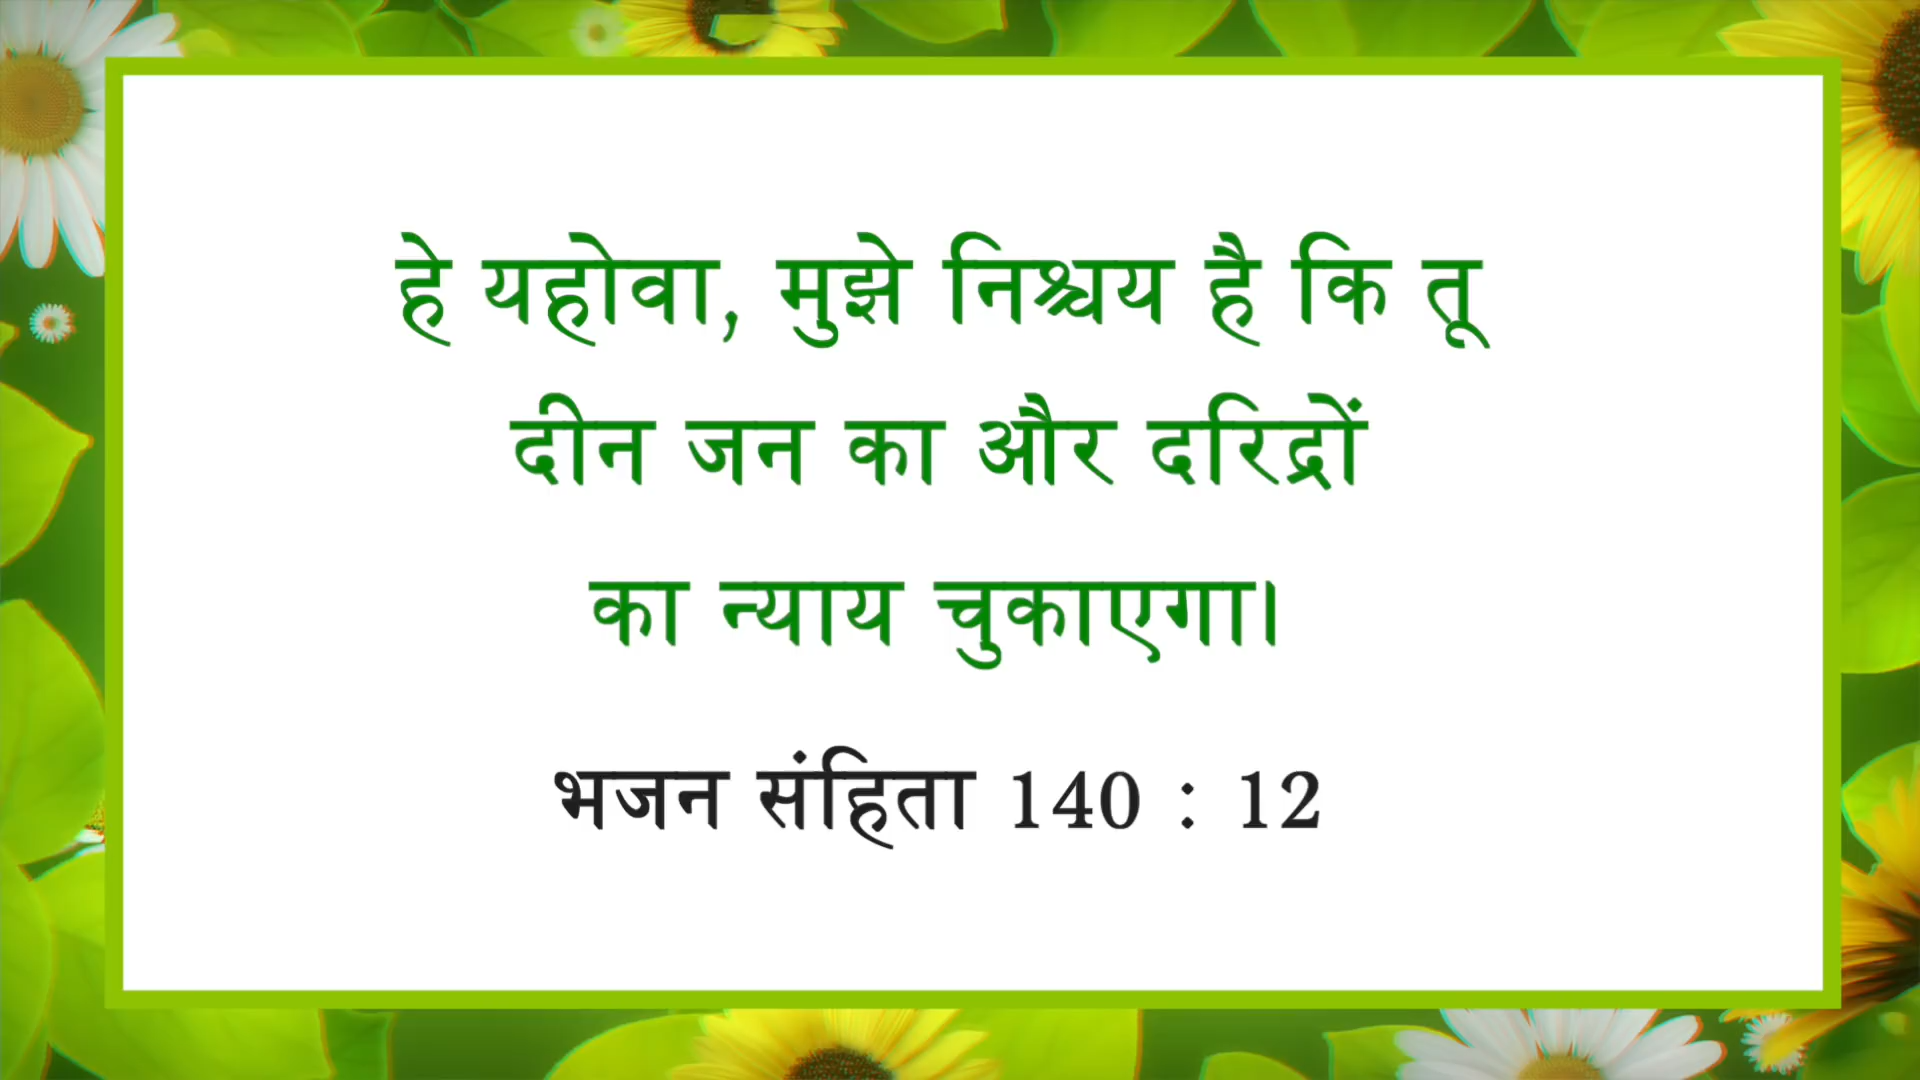 हे यहोवा, मुझे निश्चय है कि तू
दीन जन का और दरिद्रों
का न्याय चुकाएगा।
भजन संहिता 140 : 12